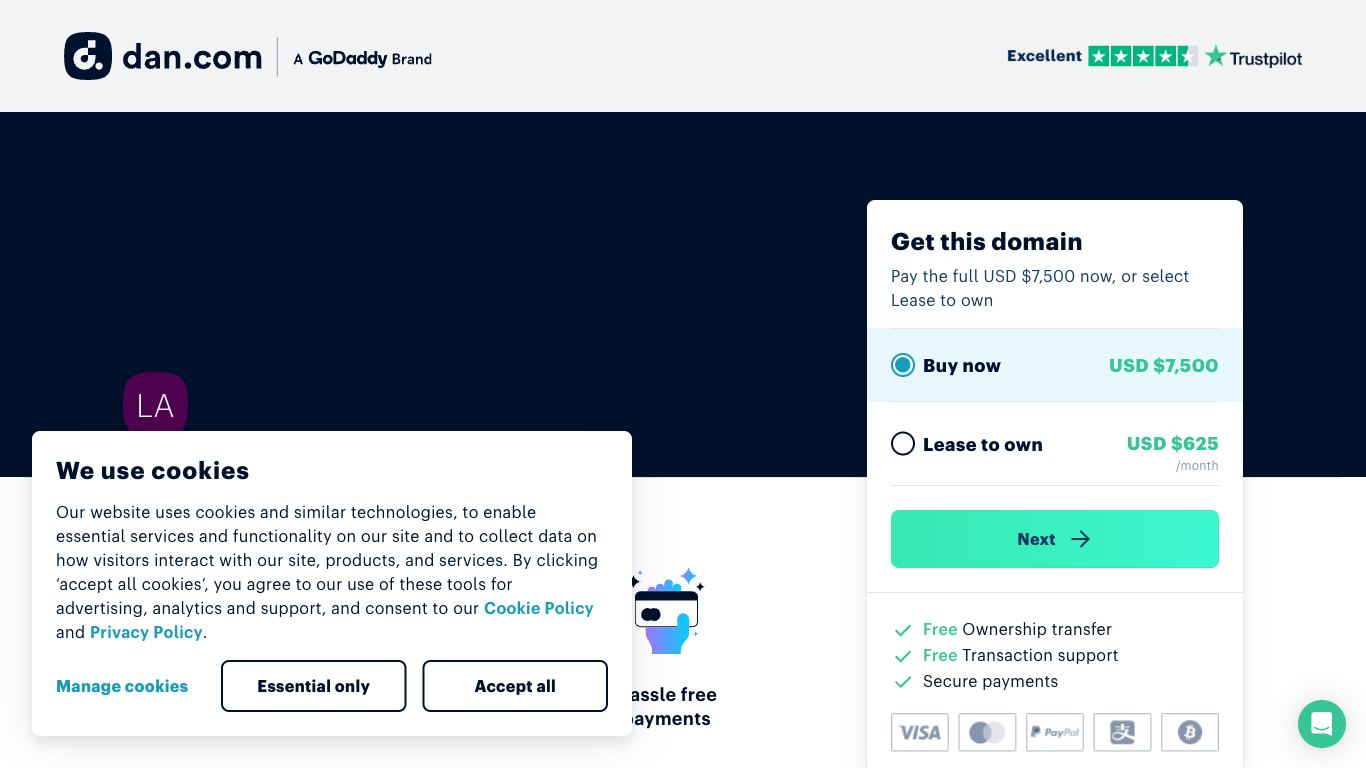 dan.com
A GoDaddy Brand
Excellent
Trustpilot
Get this domain
Pay the full USD $7,500 now, or select
Lease to own
Buy now
USD $7,500
Lease to own
USD $625
/month
Next
Free Ownership transfer
Free Transaction support
Secure payments
VISA
PayPal
LA
We use cookies
Our website uses cookies and similar technologies, to enable
essential services and functionality on our site and to collect data on
how visitors interact with our site, products, and services. By clicking
‘accept all cookies’, you agree to our use of these tools for
advertising, analytics and support, and consent to our Cookie Policy
and Privacy Policy.
Manage cookies
Essential only
Accept all
assle free
ayments